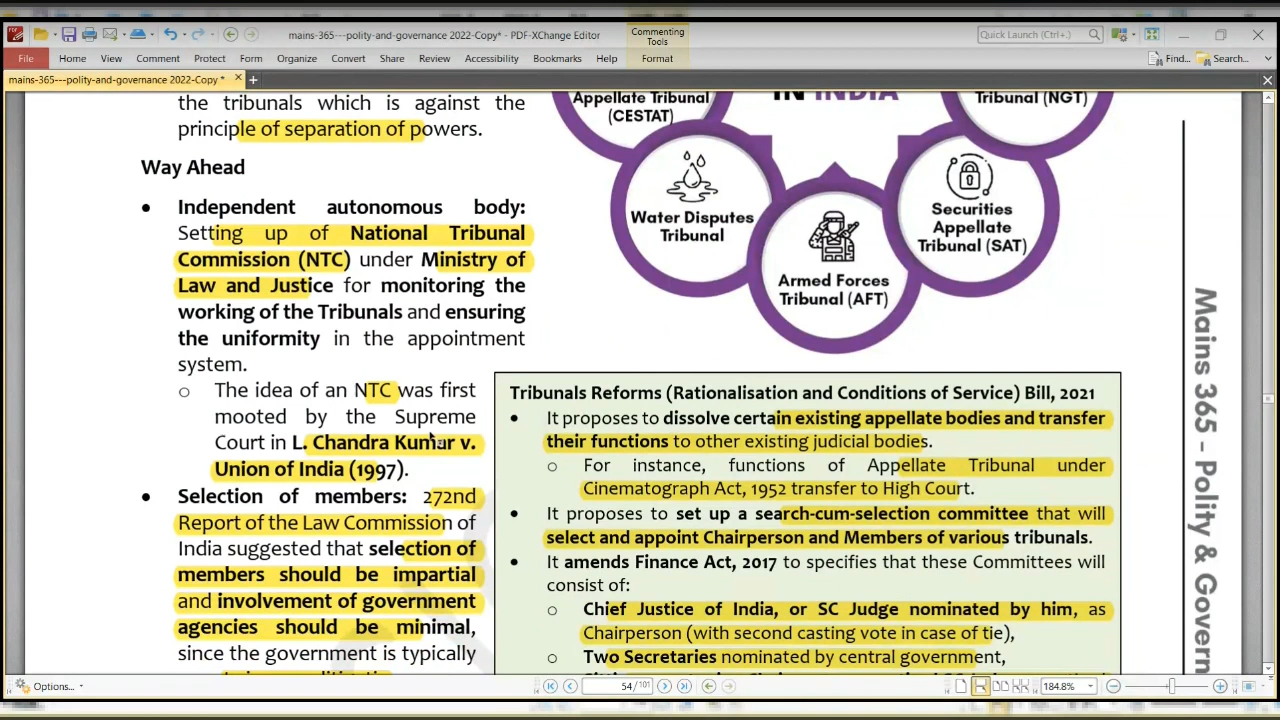 mains-365---polity-and-governance 2022-Copy* - PDF-XChange Editor
Commenting
Tools
Quick Launch (Ctrl+.)
File
Home
View
Comment
Protect
Form
Organize
Convert
Share
Review
Accessibility
Bookmarks
Help
Format
Find...
Search...
mains-365---polity-and-governance 2022-Copy *
the tribunals which is against the
principle of separation of powers.
Way Ahead
• Independent autonomous body:
Setting up of National Tribunal
Commission (NTC) under Ministry of
Law and Justice for monitoring the
working of the Tribunals and ensuring
the uniformity in the appointment
system.
o The idea of an NTC was first
mooted by the Supreme
Court in L. Chandra Kumar v.
Union of India (1997).
• Selection of members: 272nd
Report of the Law Commission of
India suggested that selection of
members should be impartial
and involvement of government
agencies should be minimal,
since the government is typically
Appellate Tribunal
(CESTAT)
IN INDIA
Tribunal (NGT)
Water Disputes
Tribunal
Armed Forces
Tribunal (AFT)
Securities
Appellate
Tribunal (SAT)
Tribunals Reforms (Rationalisation and Conditions of Service) Bill, 2021
• It proposes to dissolve certain existing appellate bodies and transfer
their functions to other existing judicial bodies.
o For instance, functions of Appellate Tribunal under
Cinematograph Act, 1952 transfer to High Court.
• It proposes to set up a search-cum-selection committee that will
select and appoint Chairperson and Members of various tribunals.
• It amends Finance Act, 2017 to specifies that these Committees will
consist of:
o Chief Justice of India, or SC Judge nominated by him, as
Chairperson (with second casting vote in case of tie),
o Two Secretaries nominated by central government,
Mains 365 - Polity & Govern
Options...
54 / 101
184.8%